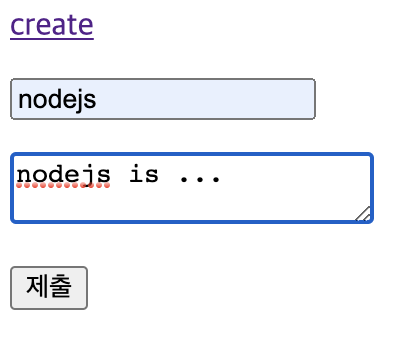 create
nodejs
nodejs is ...
제출